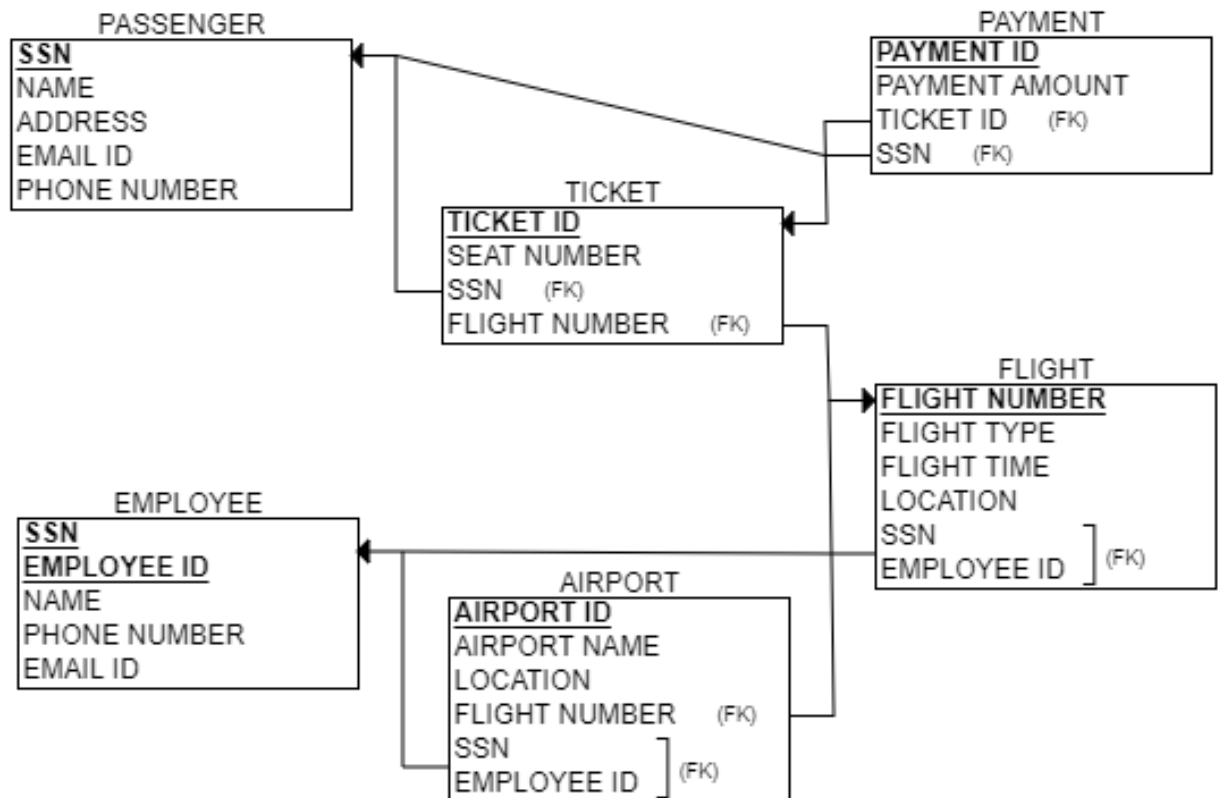 PASSENGER
SSN
NAME
ADDRESS
EMAIL ID
PHONE NUMBER
PAYMENT
PAYMENT ID
PAYMENT AMOUNT
TICKET ID (FK)
SSN (FK)
TICKET
TICKET ID
SEAT NUMBER
SSN (FK)
FLIGHT NUMBER (FK)
FLIGHT
FLIGHT NUMBER
FLIGHT TYPE
FLIGHT TIME
LOCATION
SSN
EMPLOYEE ID (FK)
EMPLOYEE
SSN
EMPLOYEE ID
NAME
PHONE NUMBER
EMAIL ID
AIRPORT
AIRPORT ID
AIRPORT NAME
LOCATION
FLIGHT NUMBER (FK)
SSN
EMPLOYEE ID (FK)